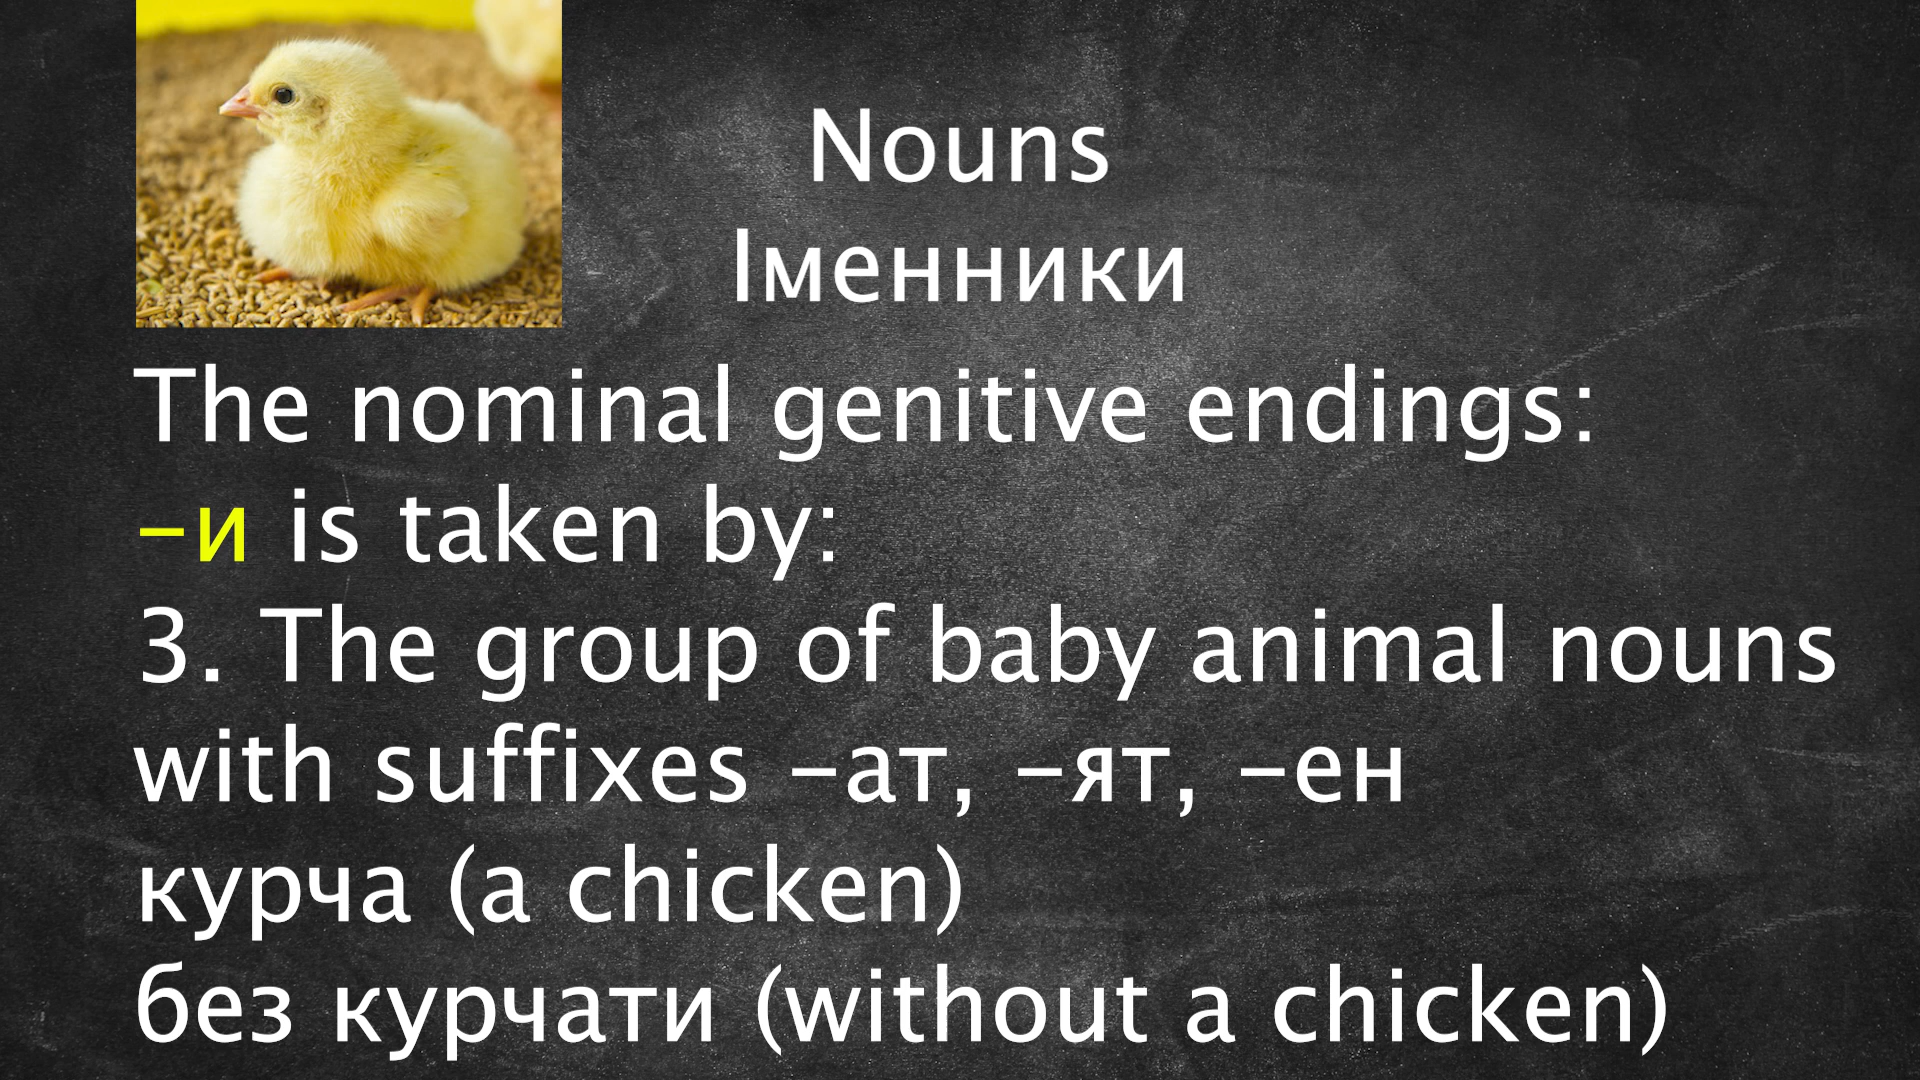 Nouns
Іменники
The nominal genitive endings:
-и is taken by:
3. The group of baby animal nouns
with suffixes -ат, -ят, -ен
курча (a chicken)
без курчати (without a chicken)